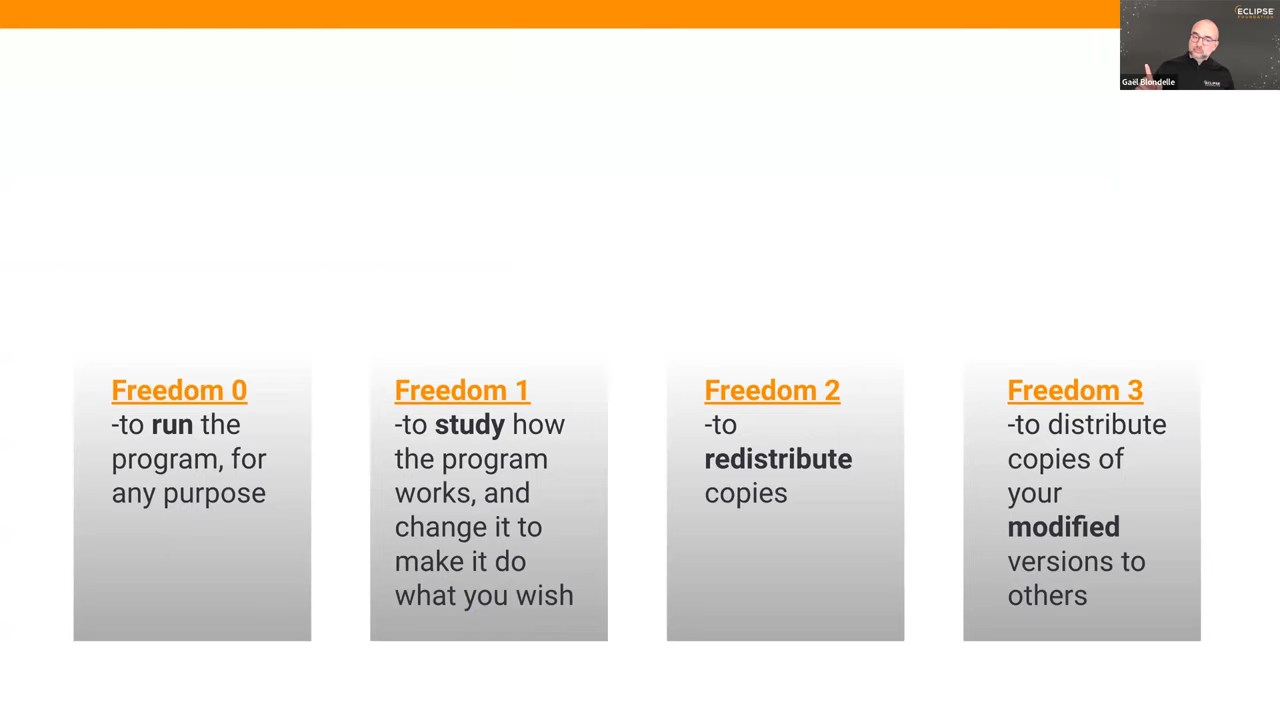 ECLIPSE
FOUNDATION
Gaël Blondelle
ECLIPSE
Freedom 0
-to run the
program, for
any purpose
Freedom 1
-to study how
the program
works, and
change it to
make it do
what you wish
Freedom 2
-to
redistribute
copies
Freedom 3
-to distribute
copies of
your
modified
versions to
others